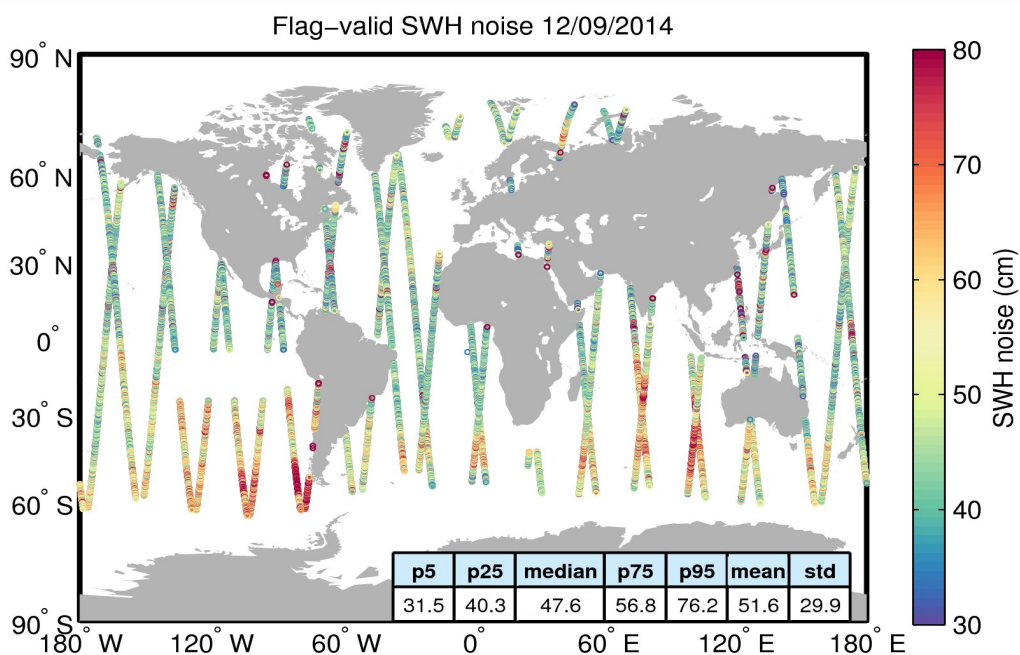 Flag−valid SWH noise 12/09/2014
90° N
60° N
30° N
0°
30° S
60° S
90° S
180° W
120° W
60° W
0°
60° E
120° E
180° E
p5 p25 median p75 p95 mean std
31.5 40.3 47.6 56.8 76.2 51.6 29.9
80
70
60
50
40
30
SWH noise (cm)